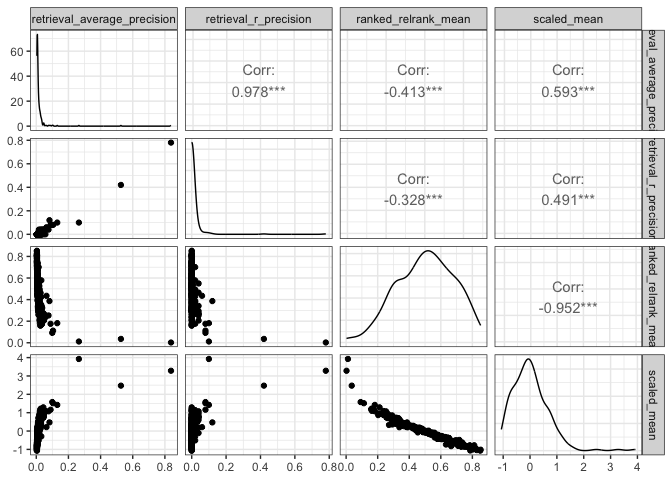 retrieval_average_precision retrieval_r_precision ranked_relrank_mean scaled_mean
60
40
20
0
Corr:
0.978***
Corr:
-0.413***
Corr:
0.593***
eval_average_preci
0.8
0.6
0.4
0.2
0.0
Corr:
-0.328***
Corr:
0.491***
etrieval_r_precision
0.8
0.6
0.4
0.2
0.0
Corr:
-0.952***
anked_relrank_mea
4
3
2
1
0
-1
scaled_mean
0.0 0.2 0.4 0.6 0.8 0.0 0.2 0.4 0.6 0.8 0.0 0.2 0.4 0.6 0.8 -1 0 1 2 3 4